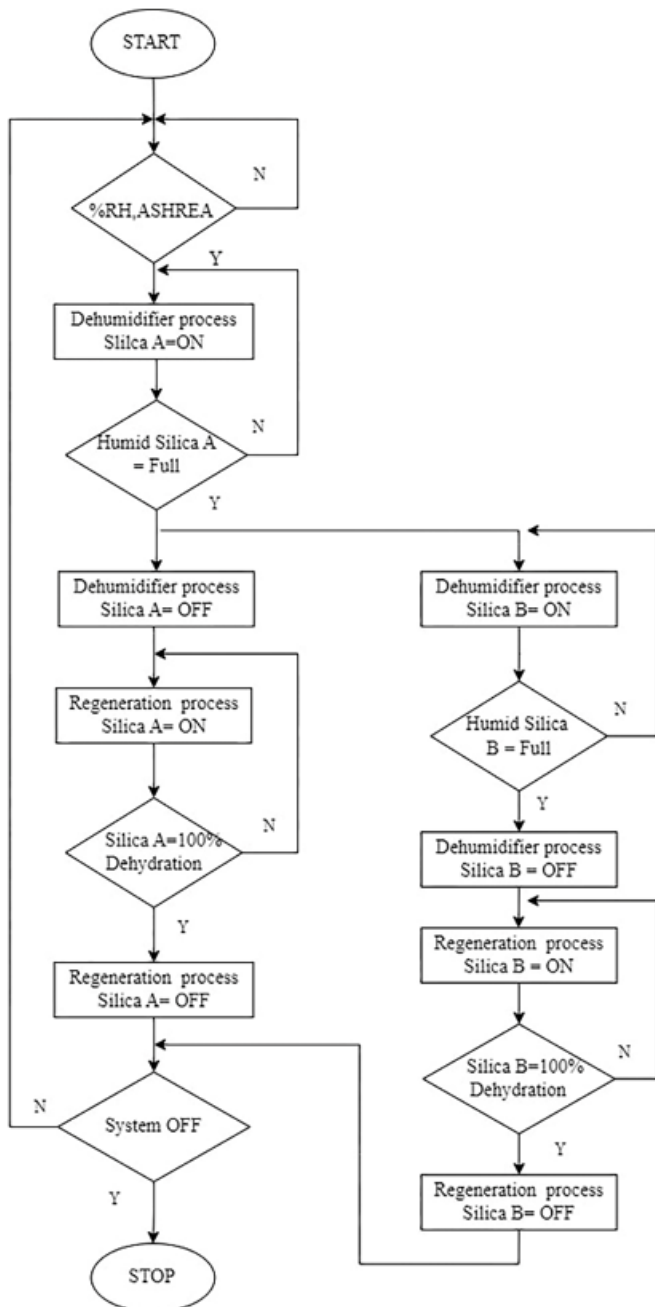 START
N
%RH,ASHREA
Y
Dehumidifier process
Slilca A=ON
Humid Silica A
= Full
N
Y
Dehumidifier process
Silica A= OFF
Regeneration process
Silica A= ON
Silica A=100%
Dehydration
N
Y
Regeneration process
Silica A= OFF
N
System OFF
Y
STOP
Dehumidifier process
Silica B= ON
Humid Silica
B = Full
N
Y
Dehumidifier process
Silica B = OFF
Regeneration process
Silica B = ON
Silica B=100%
Dehydration
N
Y
Regeneration process
Silica B= OFF